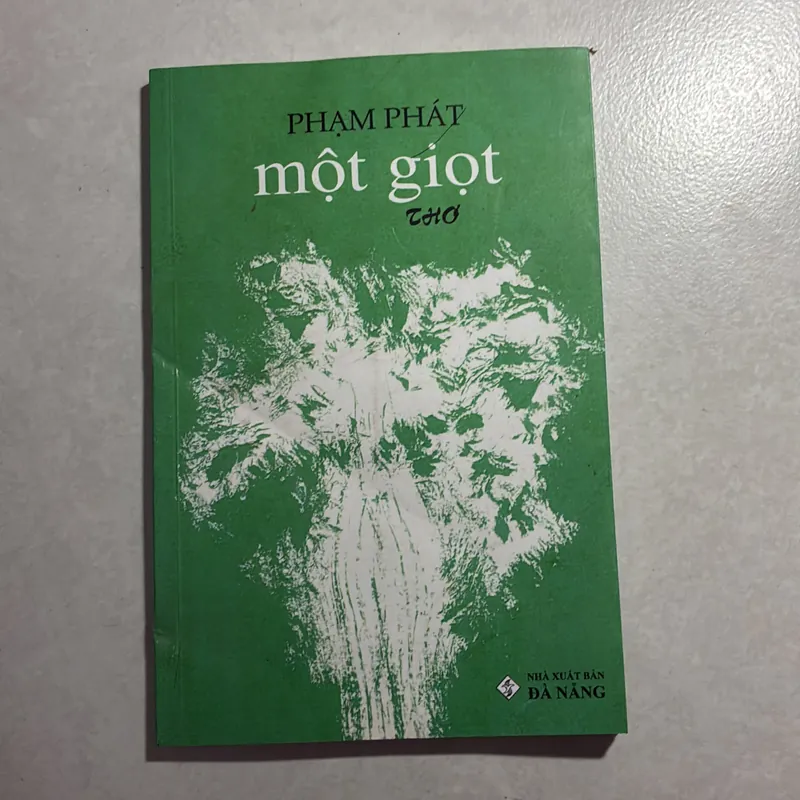 PHẠM PHÁT
một giọt
THƠ
NHÀ XUẤT BẢN
ĐÀ NẴNG